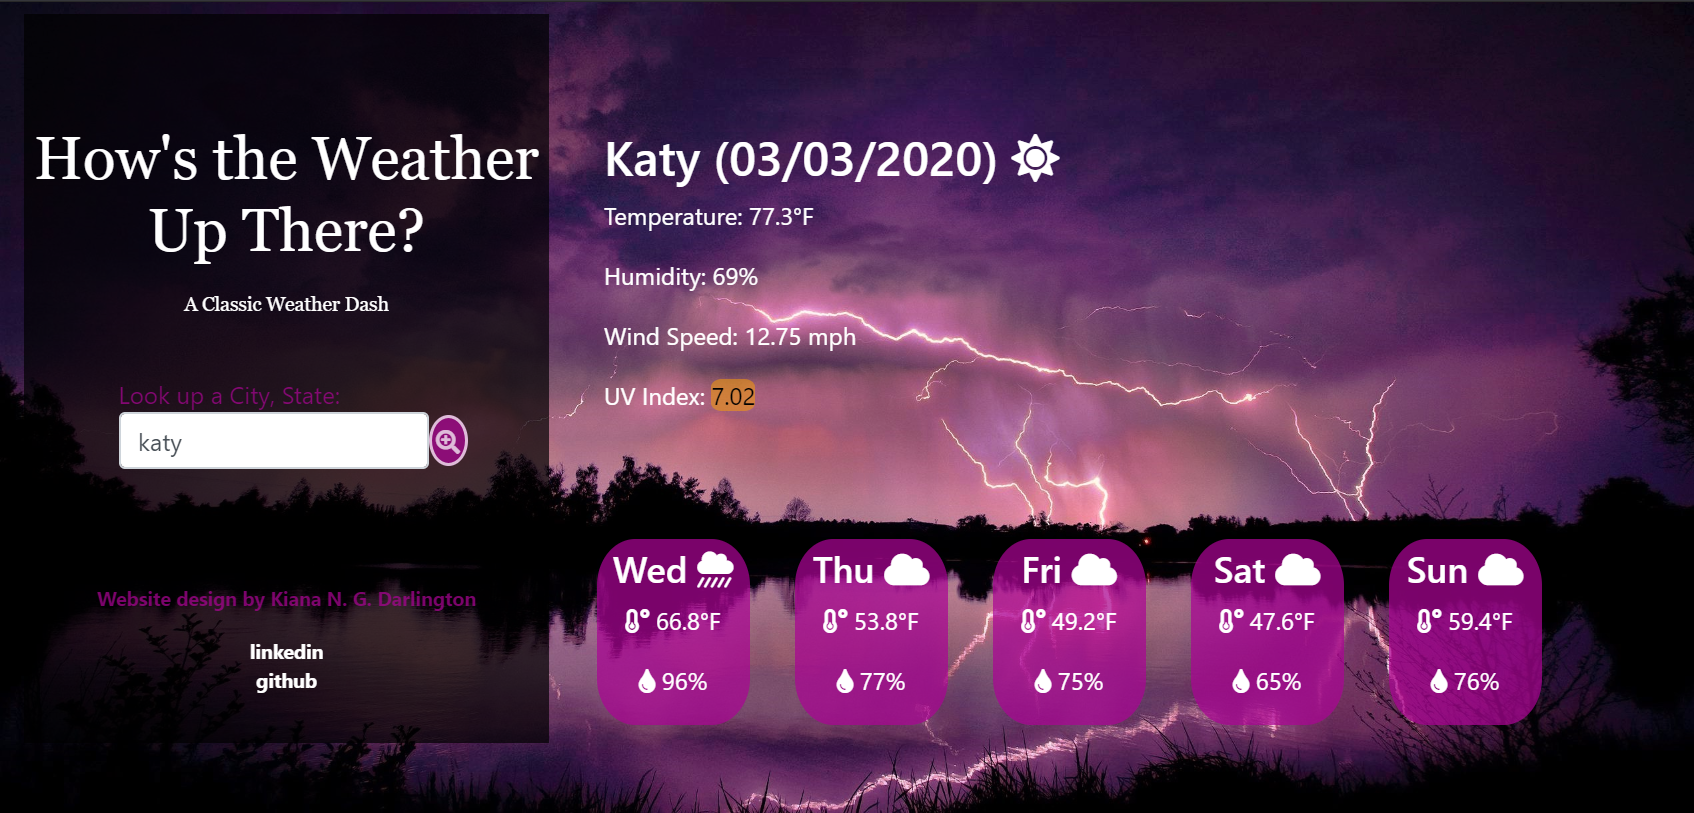 How's the Weather
Up There?
A Classic Weather Dash
Look up a City, State:
katy
Website design by Kiana N. G. Darlington
linkedin
github
Katy (03/03/2020)
Temperature: 77.3°F
Humidity: 69%
Wind Speed: 12.75 mph
UV Index: 7.02
Wed
66.8°F
96%
Thu
53.8°F
77%
Fri
49.2°F
75%
Sat
47.6°F
65%
Sun
59.4°F
76%